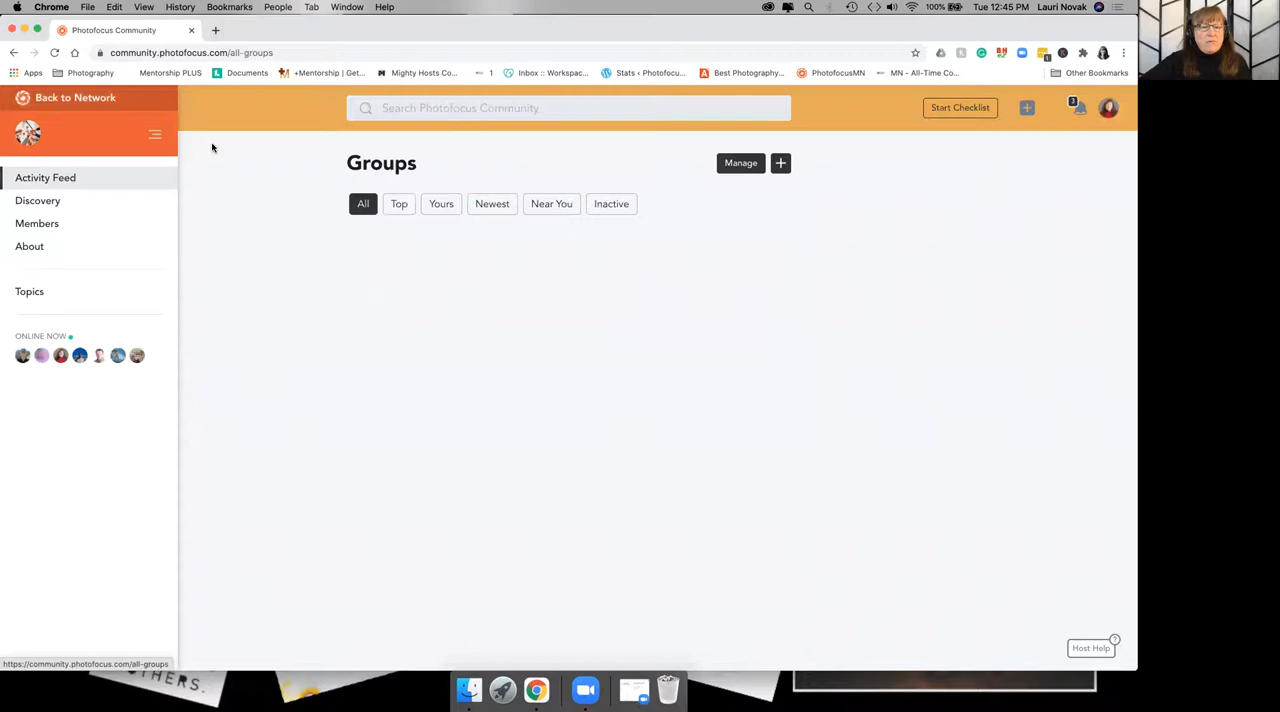 Chrome File Edit View History Bookmarks People Tab Window Help 100% Tue 12:45 PM Lauri Novak
Photofocus Community
community.photofocus.com/all-groups
Apps Photography Mentorship PLUS Documents +Mentorship | Get... Mighty Hosts Co... 1 Inbox :: Workspac... Stats ‹ Photofocu... Best Photography... PhotofocusMN MN - All-Time Co... Other Bookmarks
Back to Network
Search Photofocus Community
Start Checklist
3
Groups
Manage
All Top Yours Newest Near You Inactive
Activity Feed
Discovery
Members
About
Topics
ONLINE NOW
Host Help
?
https://community.photofocus.com/all-groups
OTHERS.